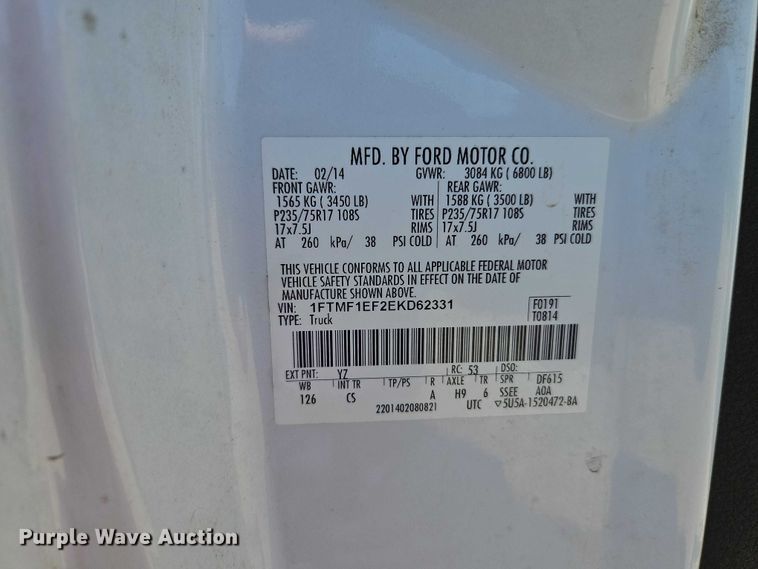 MFD. BY FORD MOTOR CO.
DATE: 02/14 GVWR: 3084 KG ( 6800 LB)
FRONT GAWR: REAR GAWR:
1565 KG ( 3450 LB) WITH 1588 KG ( 3500 LB) WITH
P235/75R17 108S TIRES P235/75R17 108S TIRES
17x7.5J RIMS 17x7.5J RIMS
AT 260 kPa/ 38 PSI COLD AT 260 kPa/ 38 PSI COLD
THIS VEHICLE CONFORMS TO ALL APPLICABLE FEDERAL MOTOR
VEHICLE SAFETY STANDARDS IN EFFECT ON THE DATE OF
MANUFACTURE SHOWN ABOVE.
VIN: 1FTMF1EF2EKD62331 F0191
TYPE: Truck T0814
EXT PNT: YZ RC: 53 DSO:
WB INT TR TP/PS R AXLE TR SPR DF615
126 CS A H9 6 SSEE A0A
2201402080821 UTC ▽5U5A-1520472-BA
Purple Wave Auction